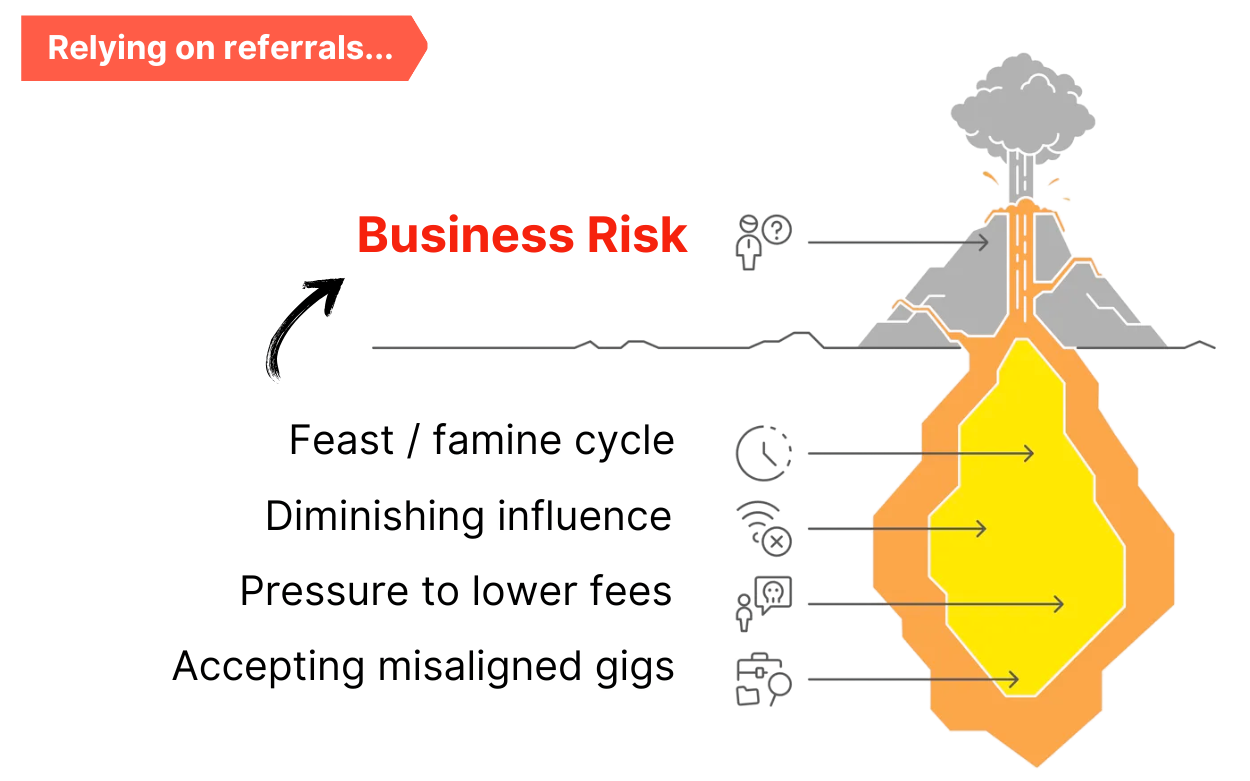 Relying on referrals...
Business Risk
Feast / famine cycle
Diminishing influence
Pressure to lower fees
Accepting misaligned gigs